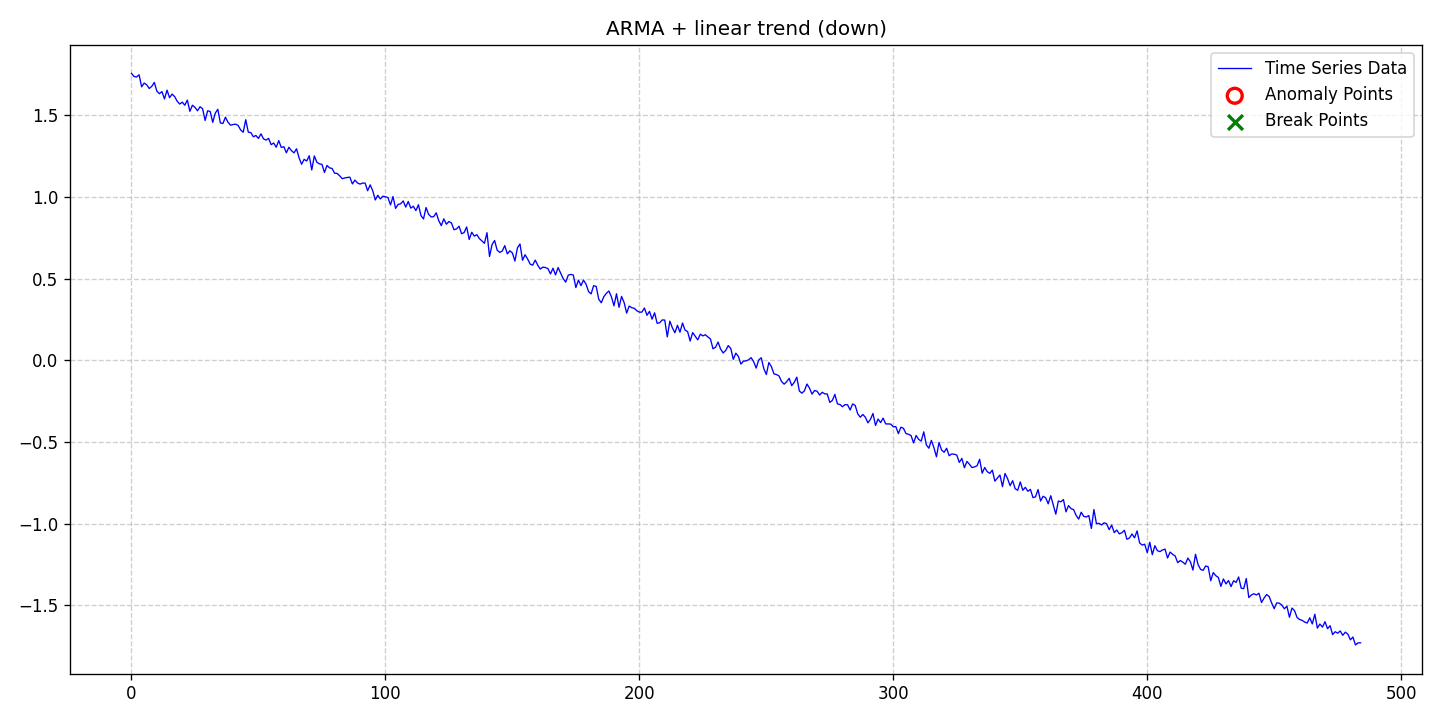 ARMA + linear trend (down)
Time Series Data
Anomaly Points
Break Points
1.5
1.0
0.5
0.0
−0.5
−1.0
−1.5
0 100 200 300 400 500